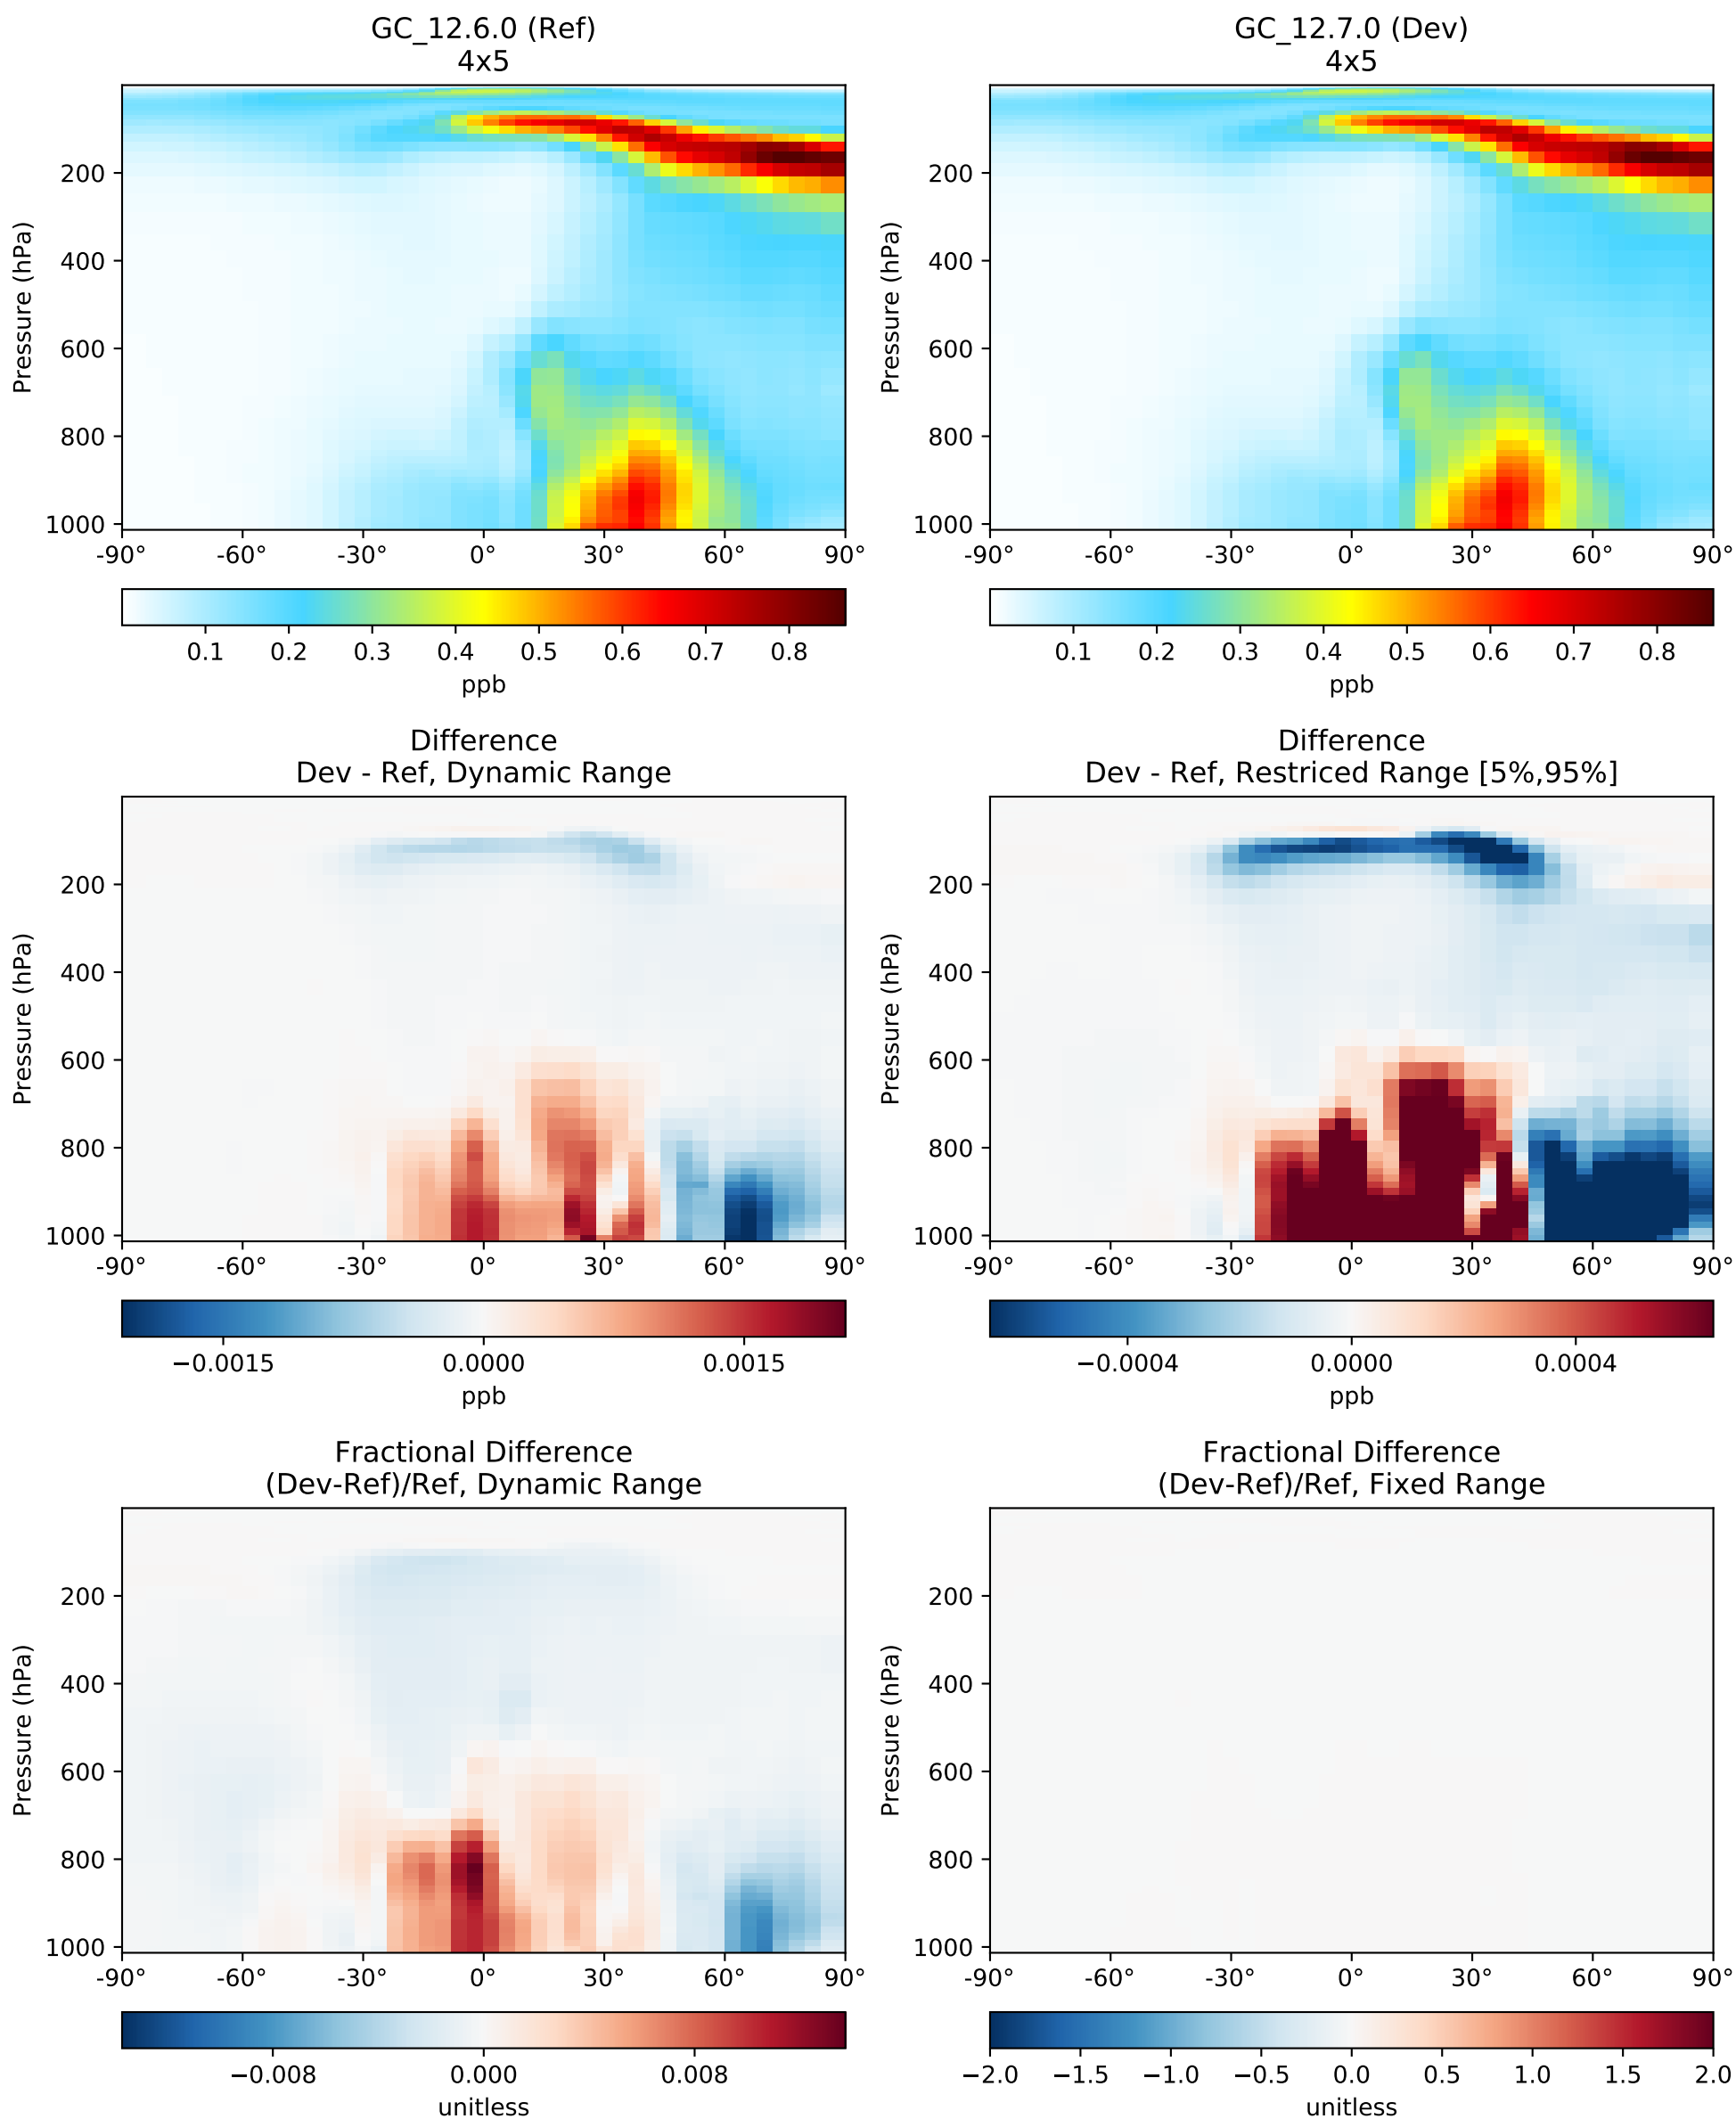 GC_12.6.0 (Ref)
4x5
Pressure (hPa)
200
400
600
800
1000
-90° -60° -30° 0° 30° 60° 90°
0.1 0.2 0.3 0.4 0.5 0.6 0.7 0.8
ppb
GC_12.7.0 (Dev)
4x5
Pressure (hPa)
200
400
600
800
1000
-90° -60° -30° 0° 30° 60° 90°
0.1 0.2 0.3 0.4 0.5 0.6 0.7 0.8
ppb
Difference
Dev - Ref, Dynamic Range
Pressure (hPa)
200
400
600
800
1000
-90° -60° -30° 0° 30° 60° 90°
−0.0015 0.0000 0.0015
ppb
Difference
Dev - Ref, Restriced Range [5%,95%]
Pressure (hPa)
200
400
600
800
1000
-90° -60° -30° 0° 30° 60° 90°
−0.0004 0.0000 0.0004
ppb
Fractional Difference
(Dev-Ref)/Ref, Dynamic Range
Pressure (hPa)
200
400
600
800
1000
-90° -60° -30° 0° 30° 60° 90°
−0.008 0.000 0.008
unitless
Fractional Difference
(Dev-Ref)/Ref, Fixed Range
Pressure (hPa)
200
400
600
800
1000
-90° -60° -30° 0° 30° 60° 90°
−2.0 −1.5 −1.0 −0.5 0.0 0.5 1.0 1.5 2.0
unitless